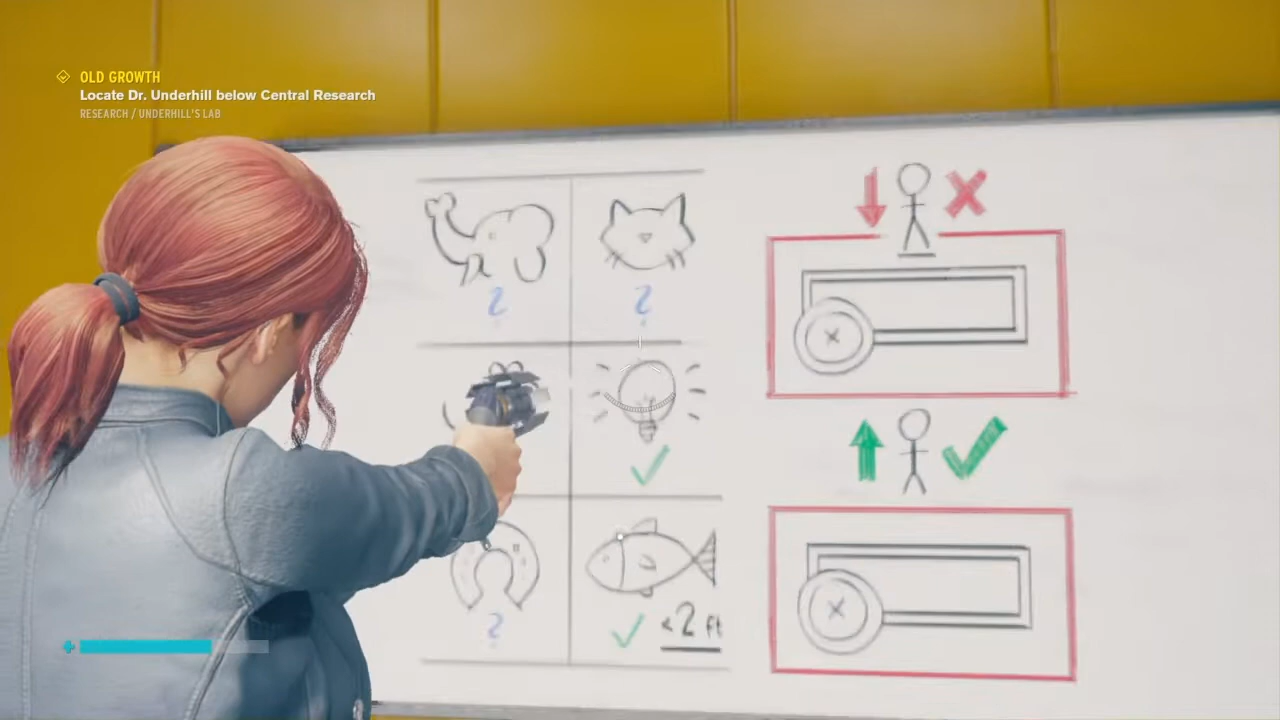 OLD GROWTH
Locate Dr. Underhill below Central Research
RESEARCH / UNDERHILL'S LAB
? ?
?
<2 ft